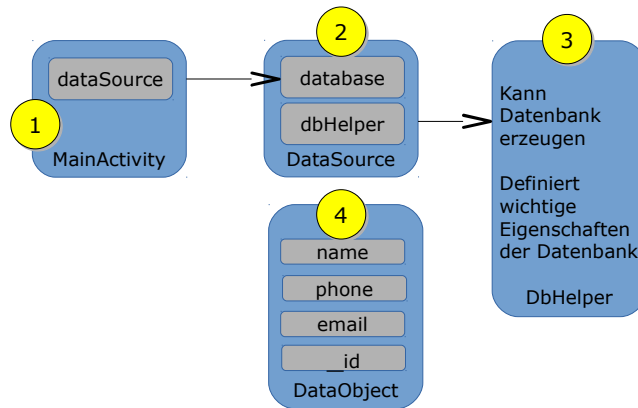 1
dataSource
MainActivity
2
database
dbHelper
DataSource
3
Kann
Datenbank
erzeugen
Definiert
wichtige
Eigenschaften
der Datenbank
DbHelper
4
name
phone
email
__id
DataObject